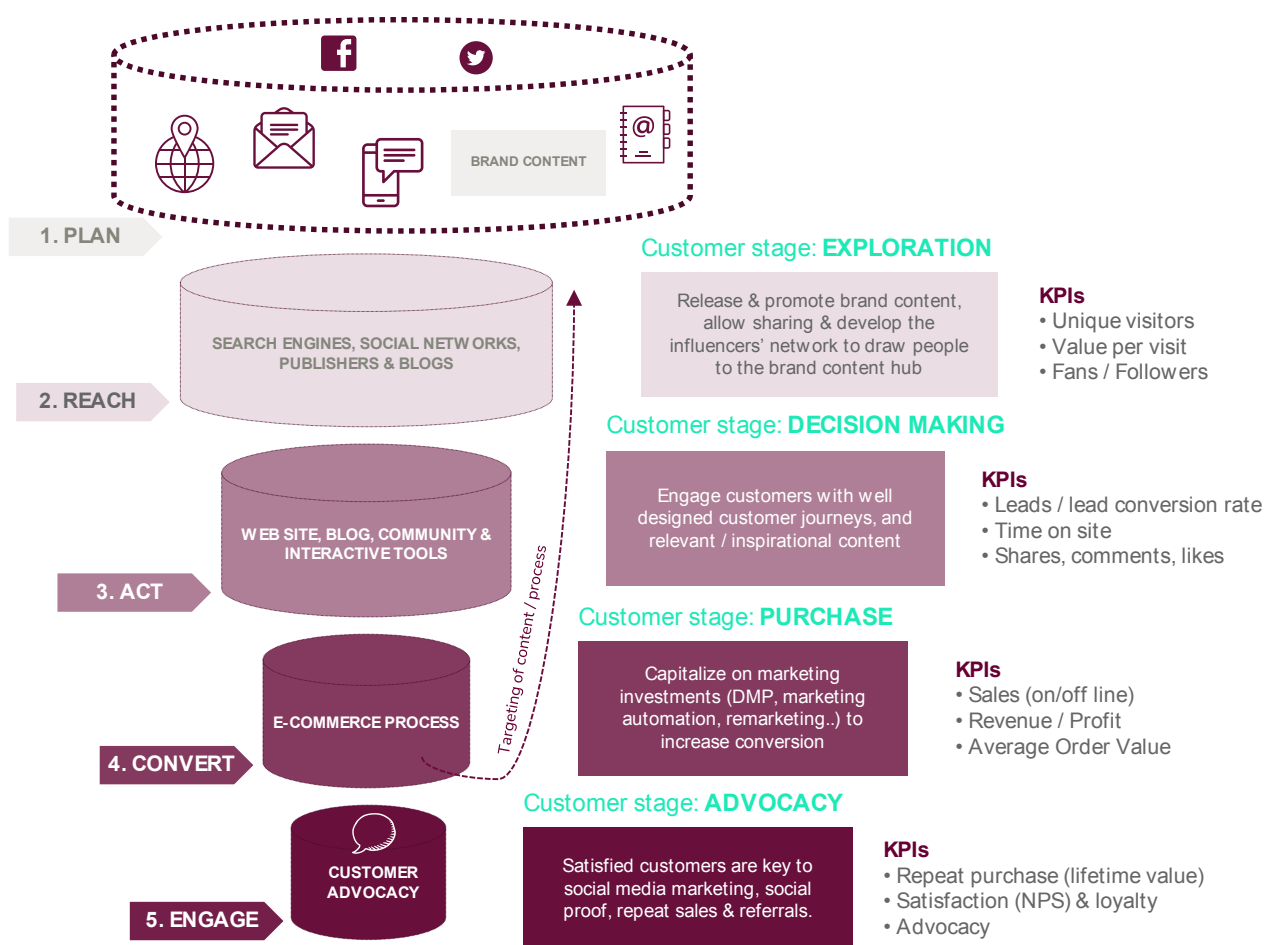 BRAND CONTENT
@
1. PLAN
Customer stage: EXPLORATION
SEARCH ENGINES, SOCIAL NETWORKS,
PUBLISHERS & BLOGS
Release & promote brand content,
allow sharing & develop the
influencers' network to draw people
to the brand content hub
KPIs
• Unique visitors
• Value per visit
• Fans / Followers
2. REACH
Customer stage: DECISION MAKING
WEB SITE, BLOG, COMMUNITY &
INTERACTIVE TOOLS
Engage customers with well
designed customer journeys, and
relevant / inspirational content
KPIs
• Leads / lead conversion rate
• Time on site
• Shares, comments, likes
3. ACT
Targeting of content / process
Customer stage: PURCHASE
E-COMMERCE PROCESS
Capitalize on marketing
investments (DMP, marketing
automation, remarketing..) to
increase conversion
KPIs
• Sales (on/off line)
• Revenue / Profit
• Average Order Value
4. CONVERT
Customer stage: ADVOCACY
CUSTOMER
ADVOCACY
Satisfied customers are key to
social media marketing, social
proof, repeat sales & referrals.
KPIs
• Repeat purchase (lifetime value)
• Satisfaction (NPS) & loyalty
• Advocacy
5. ENGAGE